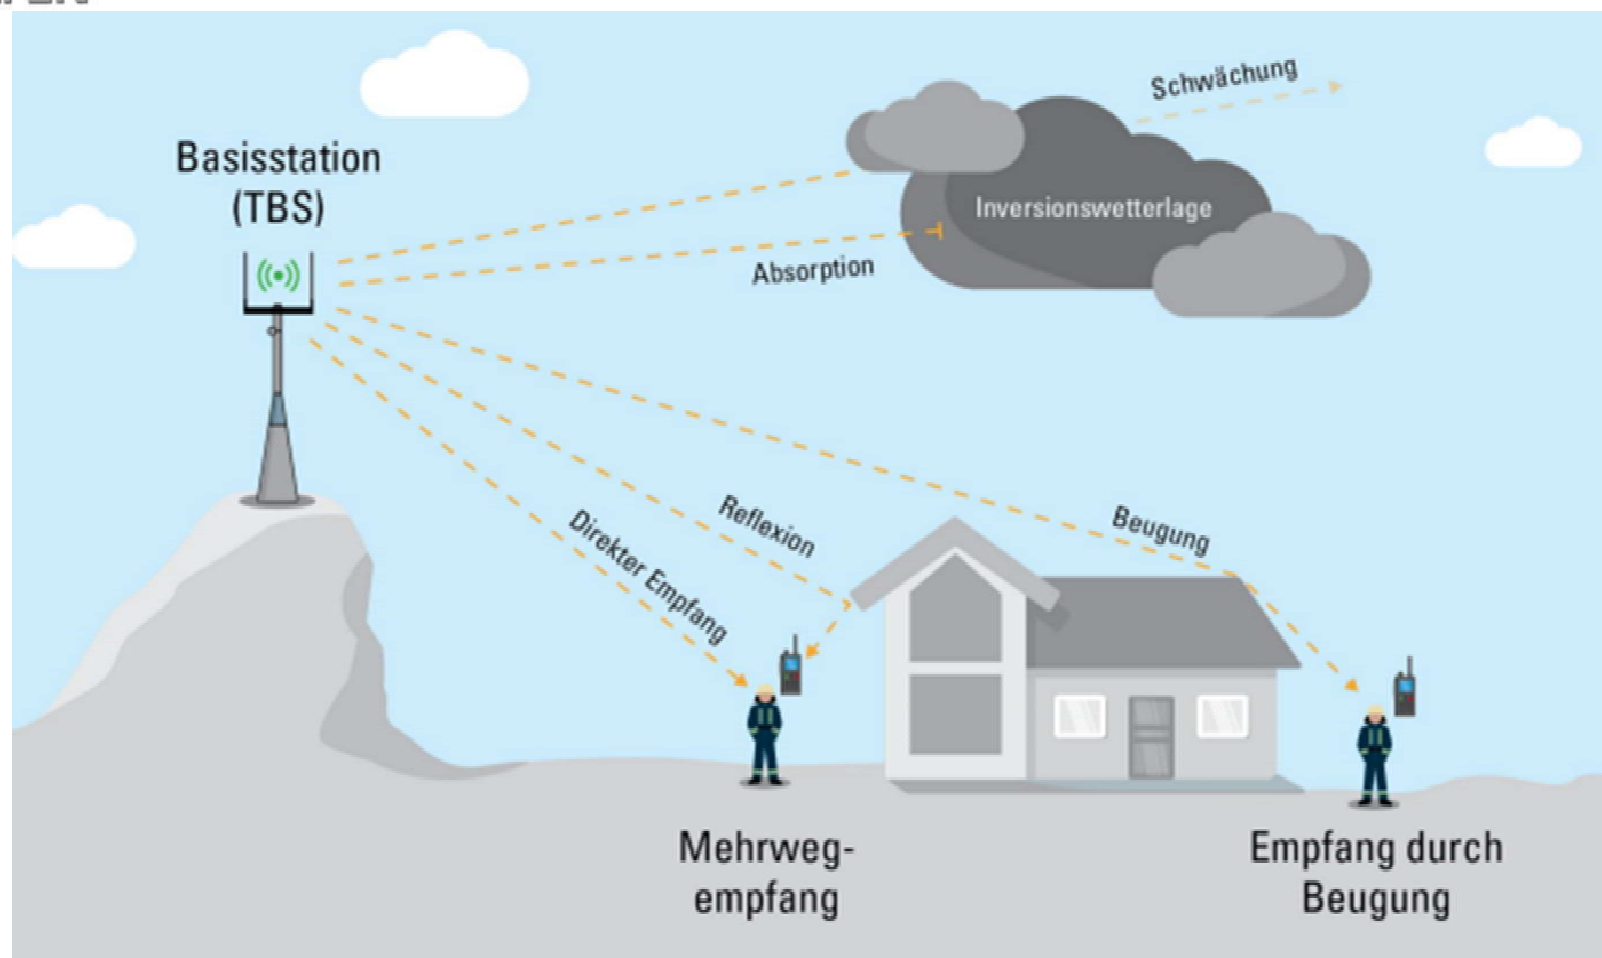 Schwächung
Basisstation
(TBS)
Inversionswetterlage
Absorption
Reflexion
Beugung
Direkter Empfang
Mehrweg-
empfang
Empfang durch
Beugung